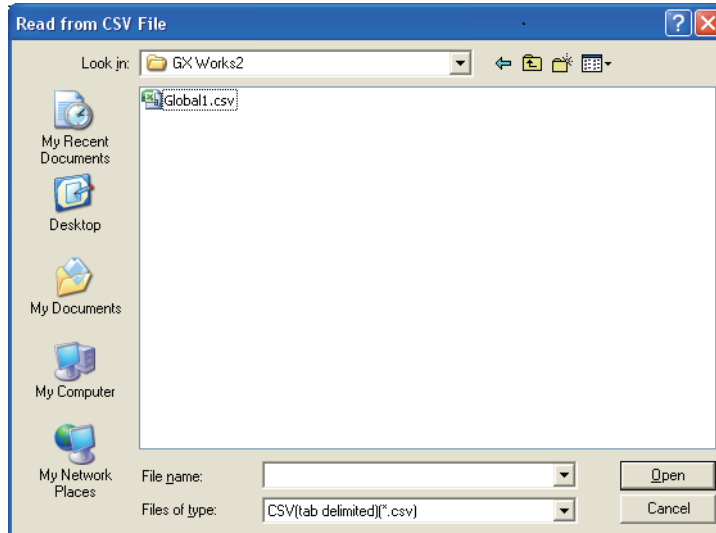 Read from CSV File
Look in: GX Works2
Global1.csv
My Recent
Documents
Desktop
My Documents
My Computer
My Network
Places
File name:
Open
Files of type: CSV(tab delimited)(*.csv)
Cancel